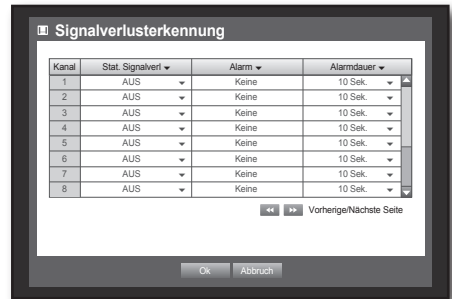 Signalverlusterkennung
Kanal Stat. Signalverl Alarm Alarmdauer
1 AUS Keine 10 Sek.
2 AUS Keine 10 Sek.
3 AUS Keine 10 Sek.
4 AUS Keine 10 Sek.
5 AUS Keine 10 Sek.
6 AUS Keine 10 Sek.
7 AUS Keine 10 Sek.
8 AUS Keine 10 Sek.
Vorherige/Nächste Seite
Ok Abbruch